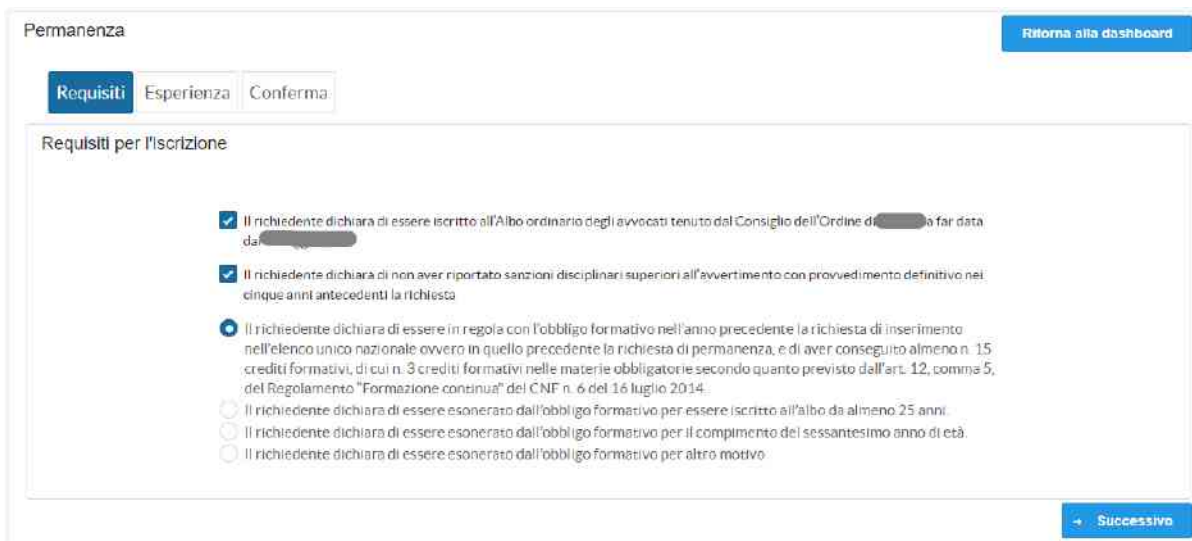 Permanenza
Ritorna alla dashboard
Requisiti Esperienza Conferma
Requisiti per l'iscrizione
Il richiedente dichiara di essere iscritto all'Albo ordinario degli avvocati tenuto dal Consiglio dell'Ordine di a far data
dal
Il richiedente dichiara di non aver riportato sanzioni disciplinari superiori all'avvertimento con provvedimento definitivo nei
cinque anni antecedenti la richiesta
Il richiedente dichiara di essere in regola con l'obbligo formativo nell'anno precedente la richiesta di inserimento
nell'elenco unico nazionale ovvero in quello precedente la richiesta di permanenza, e di aver conseguito almeno n. 15
crediti formativi, di cui n. 3 crediti formativi nelle materie obbligatorie secondo quanto previsto dall'art. 12, comma 5,
del Regolamento "Formazione continua" del CNF n. 6 del 16 luglio 2014.
Il richiedente dichiara di essere esonerato dall'obbligo formativo per essere iscritto all'albo da almeno 25 anni.
Il richiedente dichiara di essere esonerato dall'obbligo formativo per il compimento del sessantesimo anno di età.
Il richiedente dichiara di essere esonerato dall'obbligo formativo per altro motivo
→ Successivo